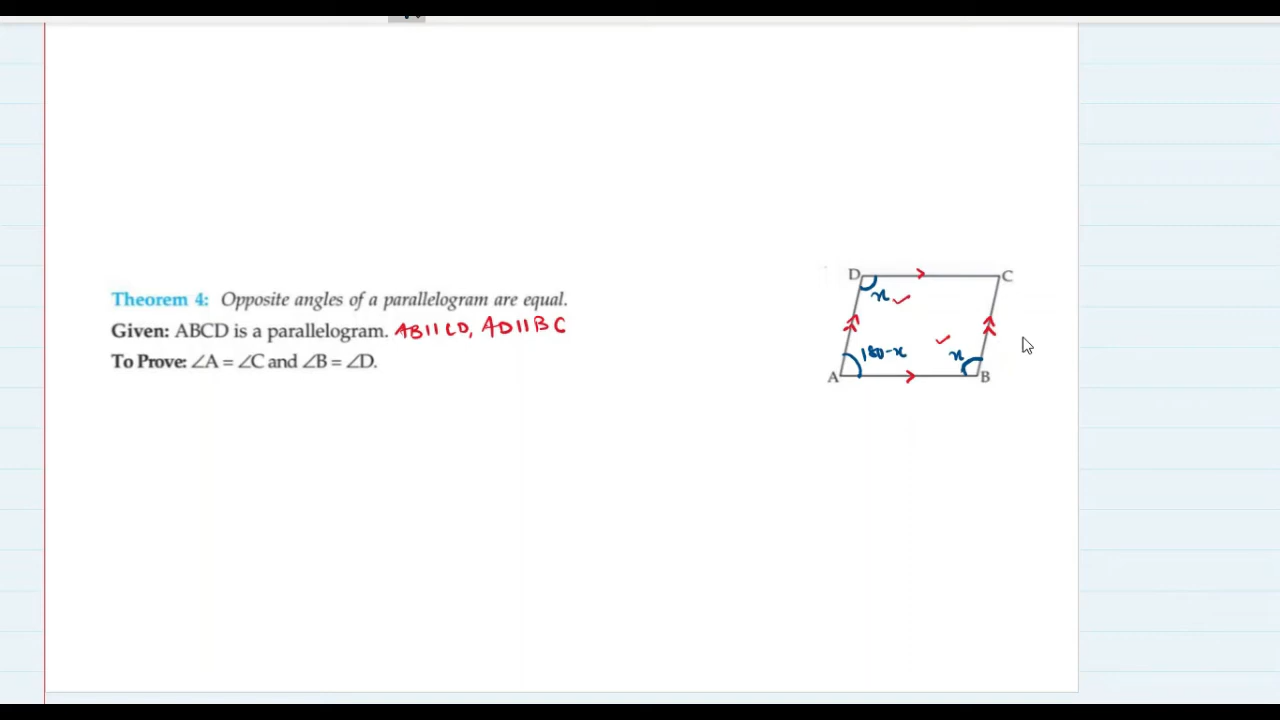 Theorem 4: Opposite angles of a parallelogram are equal.
Given: ABCD is a parallelogram. AB||CD, AD||BC
To Prove: ∠A = ∠C and ∠B = ∠D.
D C
x
180-x x
A B